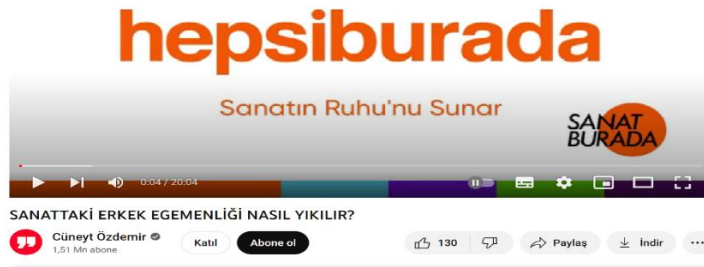 hepsiburada
Sanatın Ruhu'nu Sunar
SANAT
BURADA
0:04 / 20:04
SANATTAKİ ERKEK EGEMENLİĞİ NASIL YIKILIR?
Cüneyt Özdemir
1,51 Mn abone
Katıl
Abone ol
130
Paylaş
İndir